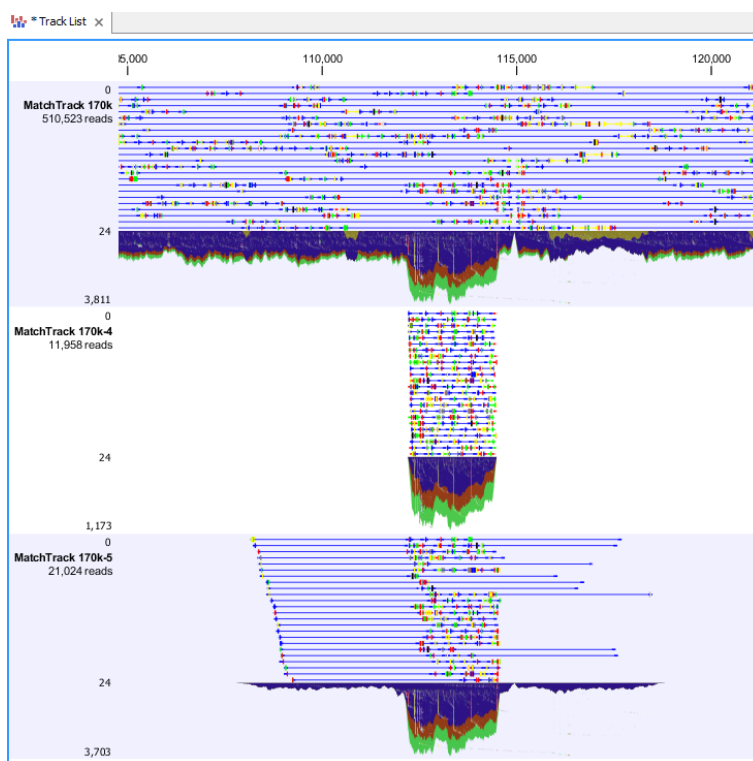 * Track List ×
5,000 110,000 115,000 120,000
0
MatchTrack 170k
510,523 reads
24
3,811
0
MatchTrack 170k-4
11,958 reads
24
1,173
0
MatchTrack 170k-5
21,024 reads
24
3,703